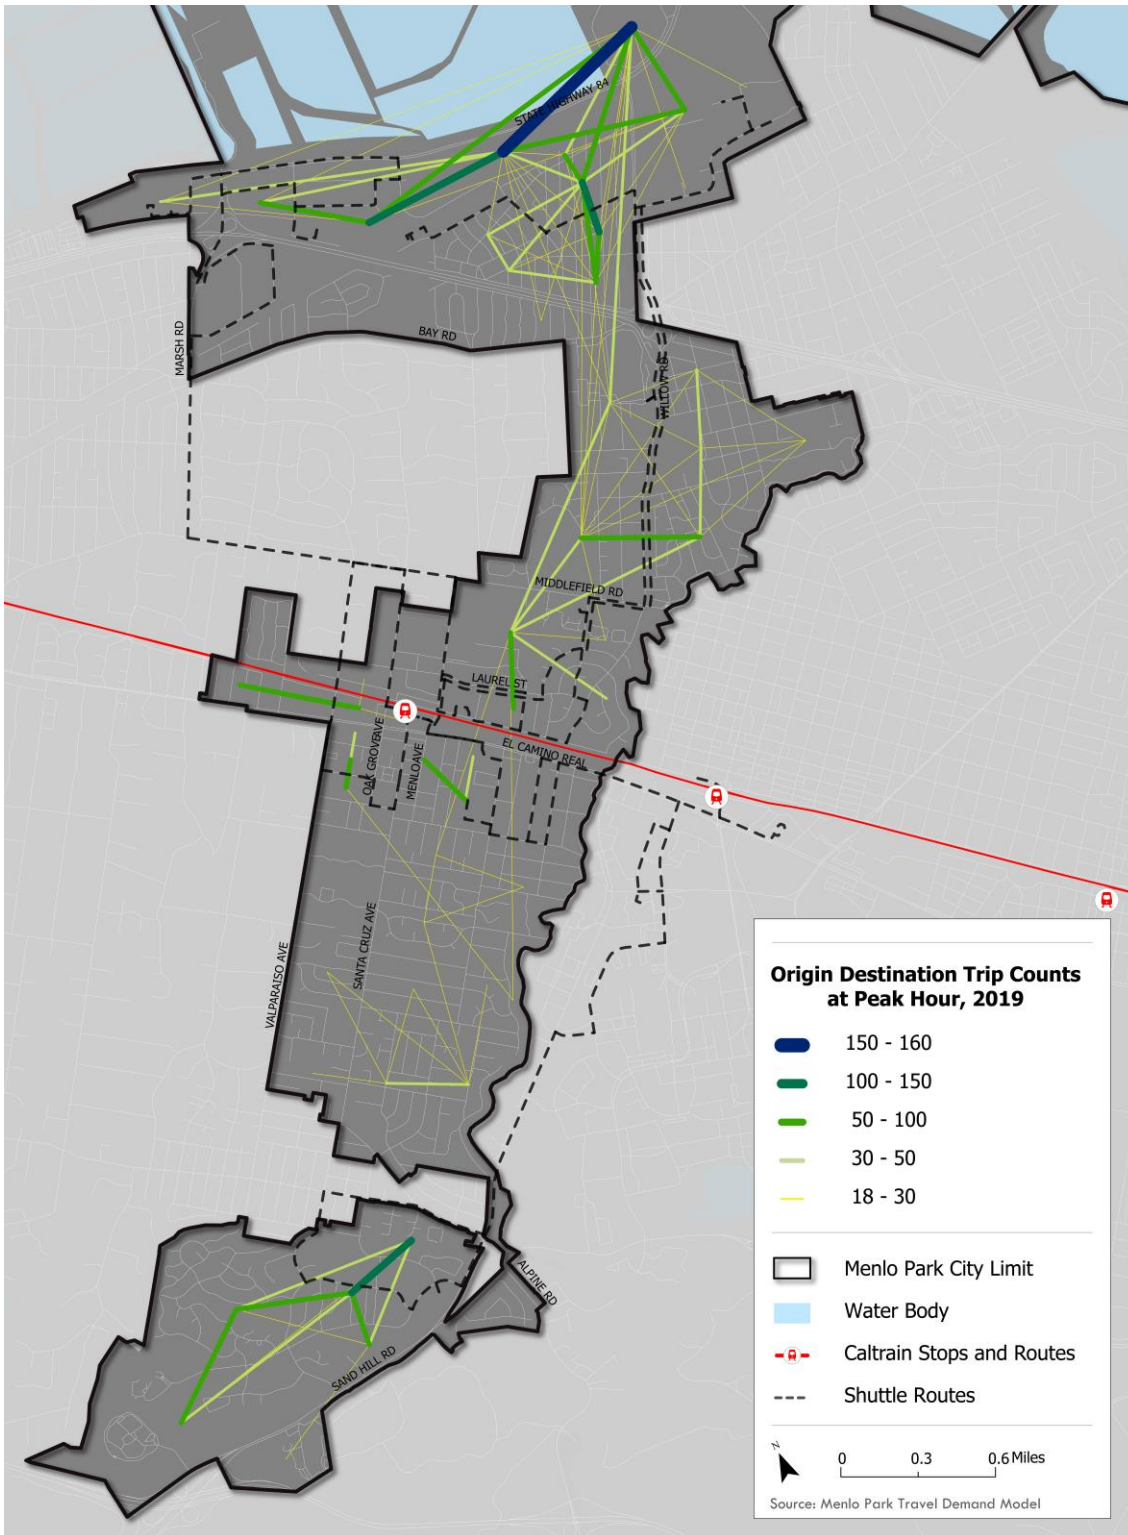 STATE HIGHWAY 84
BAY RD
MARSH RD
WILLOW RD
MIDDLEFIELD RD
LAUREL ST
OAK GROVE AVE
MENLO AVE
EL CAMINO REAL
SANTA CRUZ AVE
VALPARAISO AVE
ALPINE RD
SAND HILL RD
Origin Destination Trip Counts
at Peak Hour, 2019
150 - 160
100 - 150
50 - 100
30 - 50
18 - 30
Menlo Park City Limit
Water Body
Caltrain Stops and Routes
Shuttle Routes
N
0 0.3 0.6 Miles
Source: Menlo Park Travel Demand Model